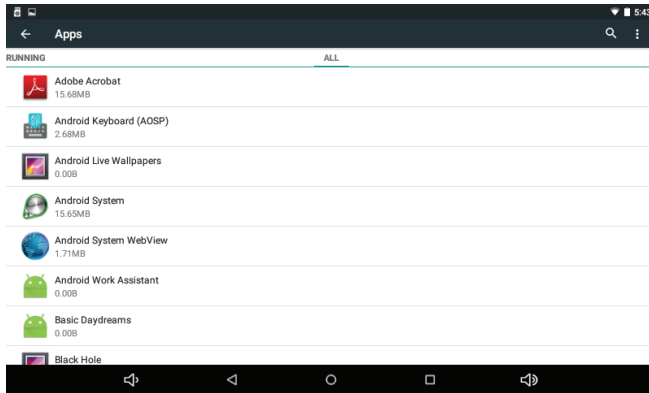 5:43
Apps
RUNNING
ALL
Adobe Acrobat
15.68MB
Android Keyboard (AOSP)
2.68MB
Android Live Wallpapers
0.00B
Android System
15.65MB
Android System WebView
1.71MB
Android Work Assistant
0.00B
Basic Daydreams
0.00B
Black Hole